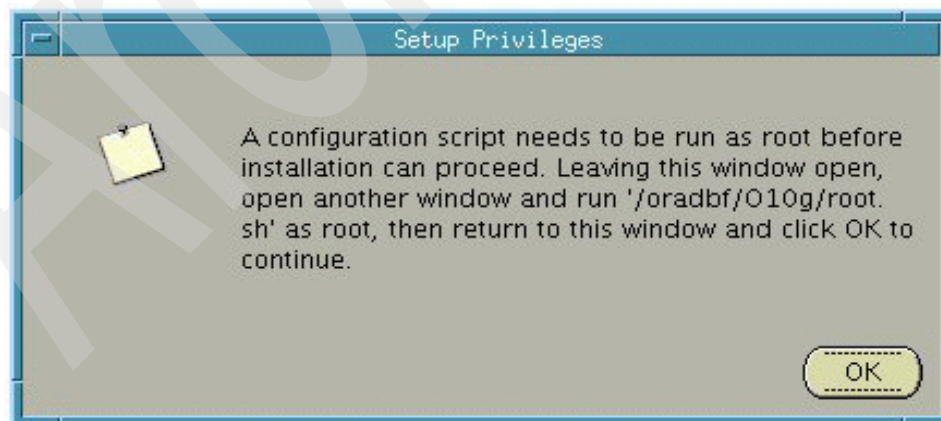 Setup Privileges
A configuration script needs to be run as root before
installation can proceed. Leaving this window open,
open another window and run '/oradbf/O10g/root.
sh' as root, then return to this window and click OK to
continue.
OK